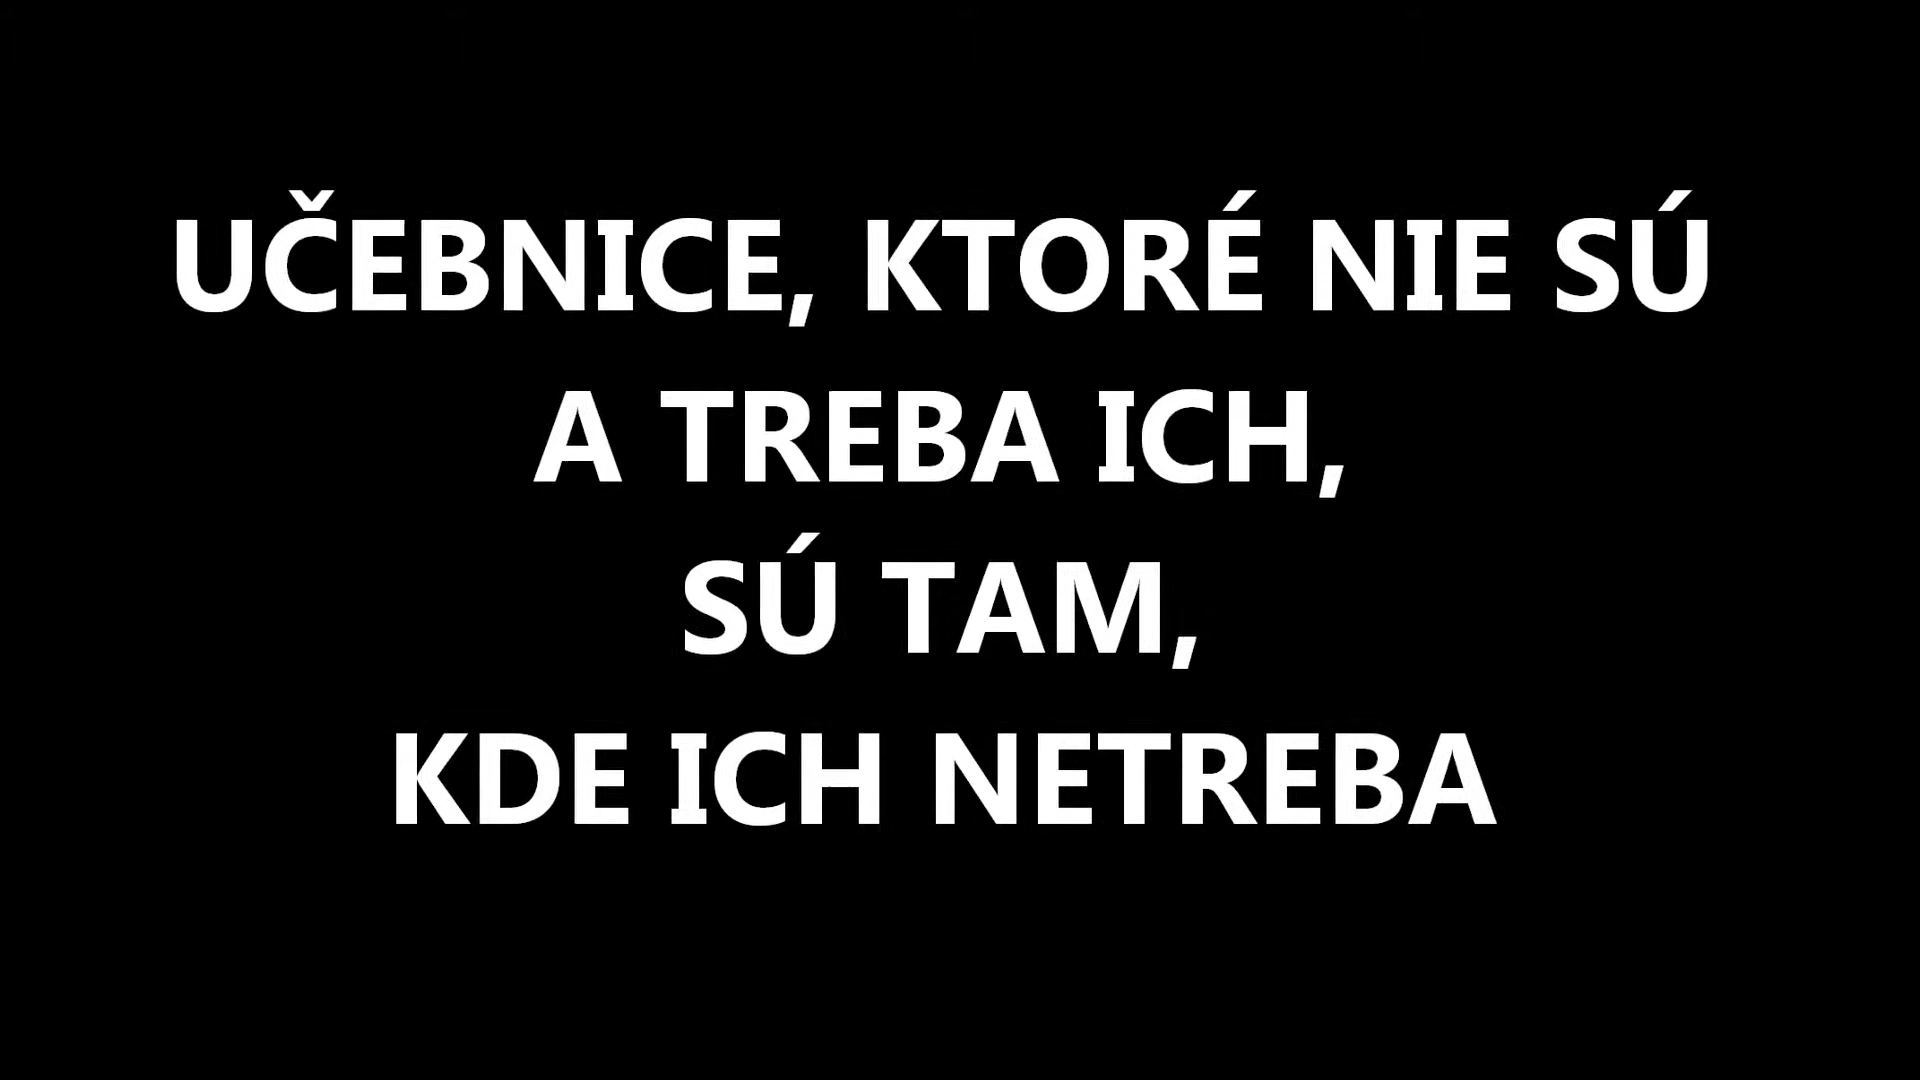 UČEBNICE, KTORÉ NIE SÚ
A TREBA ICH,
SÚ TAM,
KDE ICH NETREBA